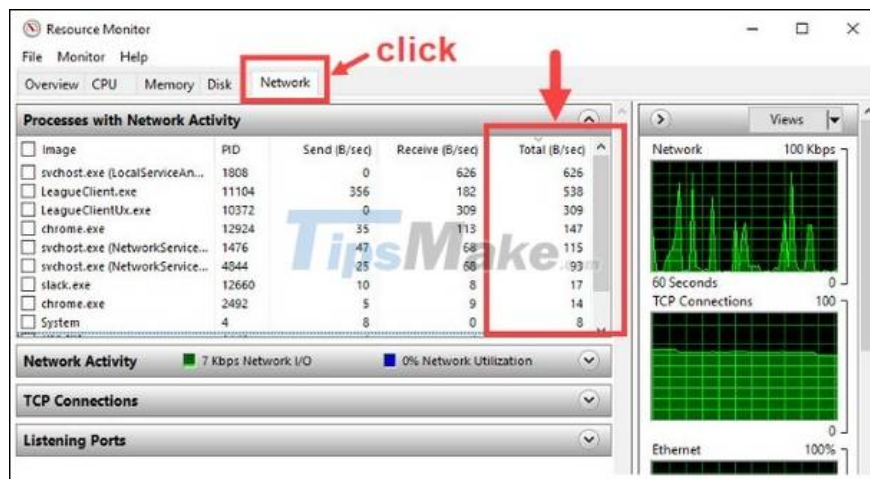 Resource Monitor
click
File Monitor Help
Overview CPU Memory Disk Network
Processes with Network Activity
Image PID Send (B/sec) Receive (B/sec) Total (B/sec)
svchost.exe (LocalServiceAn... 1808 0 626 626
LeagueClient.exe 11104 356 182 538
LeagueClientUx.exe 10372 0 309 309
chrome.exe 12924 35 113 147
svchost.exe (NetworkService... 1476 47 68 115
svchost.exe (NetworkService... 4844 25 68 93
slack.exe 12660 10 8 17
chrome.exe 2492 5 9 14
System 4 8 0 8
TipsMake.com
Network Activity 7 Kbps Network I/O 0% Network Utilization
TCP Connections
Listening Ports
Views
Network 100 Kbps
60 Seconds 0
TCP Connections 100
0
Ethernet 100%